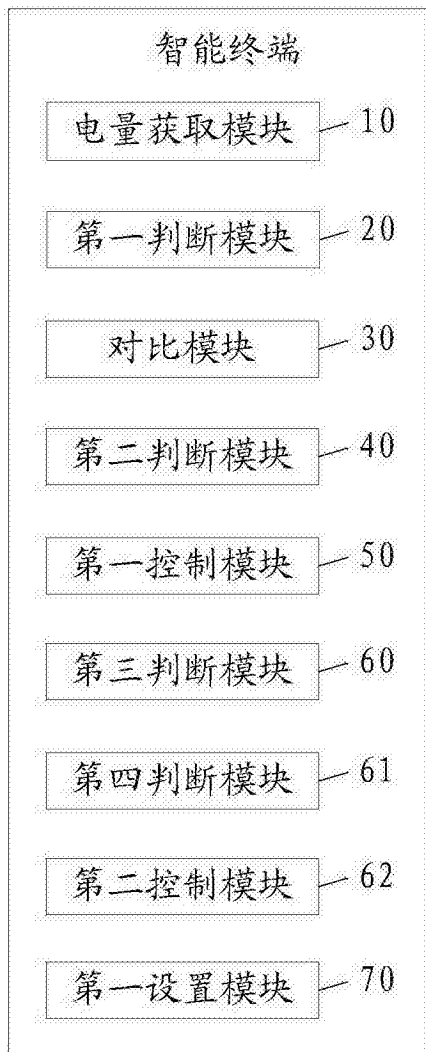 智能终端
电量获取模块 10
第一判断模块 20
对比模块 30
第二判断模块 40
第一控制模块 50
第三判断模块 60
第四判断模块 61
第二控制模块 62
第一设置模块 70